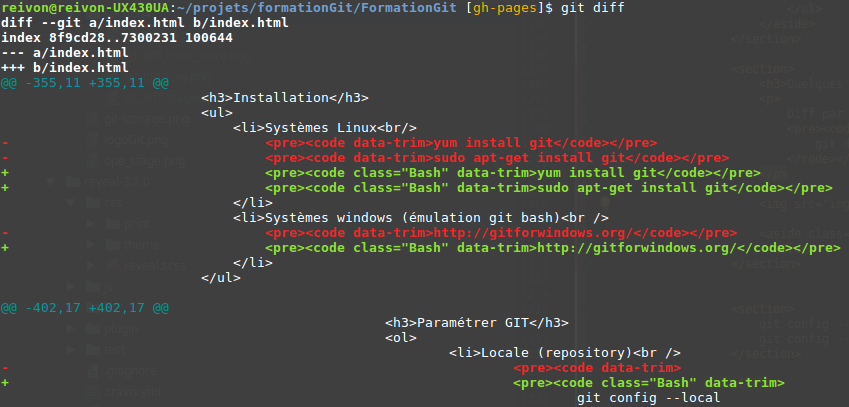 reivon@reivon-UX430UA:~/projets/formationGit/FormationGit [gh-pages]$ git diff
diff --git a/index.html b/index.html
index 8f9cd28..7300231 100644
--- a/index.html
+++ b/index.html
@@ -355,11 +355,11 @@
<h3>Installation</h3>
<ul>
<li>Systèmes Linux<br/>
- <pre><code data-trim>yum install git</code></pre>
- <pre><code data-trim>sudo apt-get install git</code></pre>
+ <pre><code class="Bash" data-trim>yum install git</code></pre>
+ <pre><code class="Bash" data-trim>sudo apt-get install git</code></pre>
</li>
<li>Systèmes windows (émulation git bash)<br />
- <pre><code data-trim>http://gitforwindows.org/</code></pre>
+ <pre><code class="Bash" data-trim>http://gitforwindows.org/</code></pre>
</li>
</ul>
@@ -402,17 +402,17 @@
<h3>Paramétrer GIT</h3>
<ol>
<li>Locale (repository)<br />
- <pre><code data-trim>
+ <pre><code class="Bash" data-trim>
git config --local